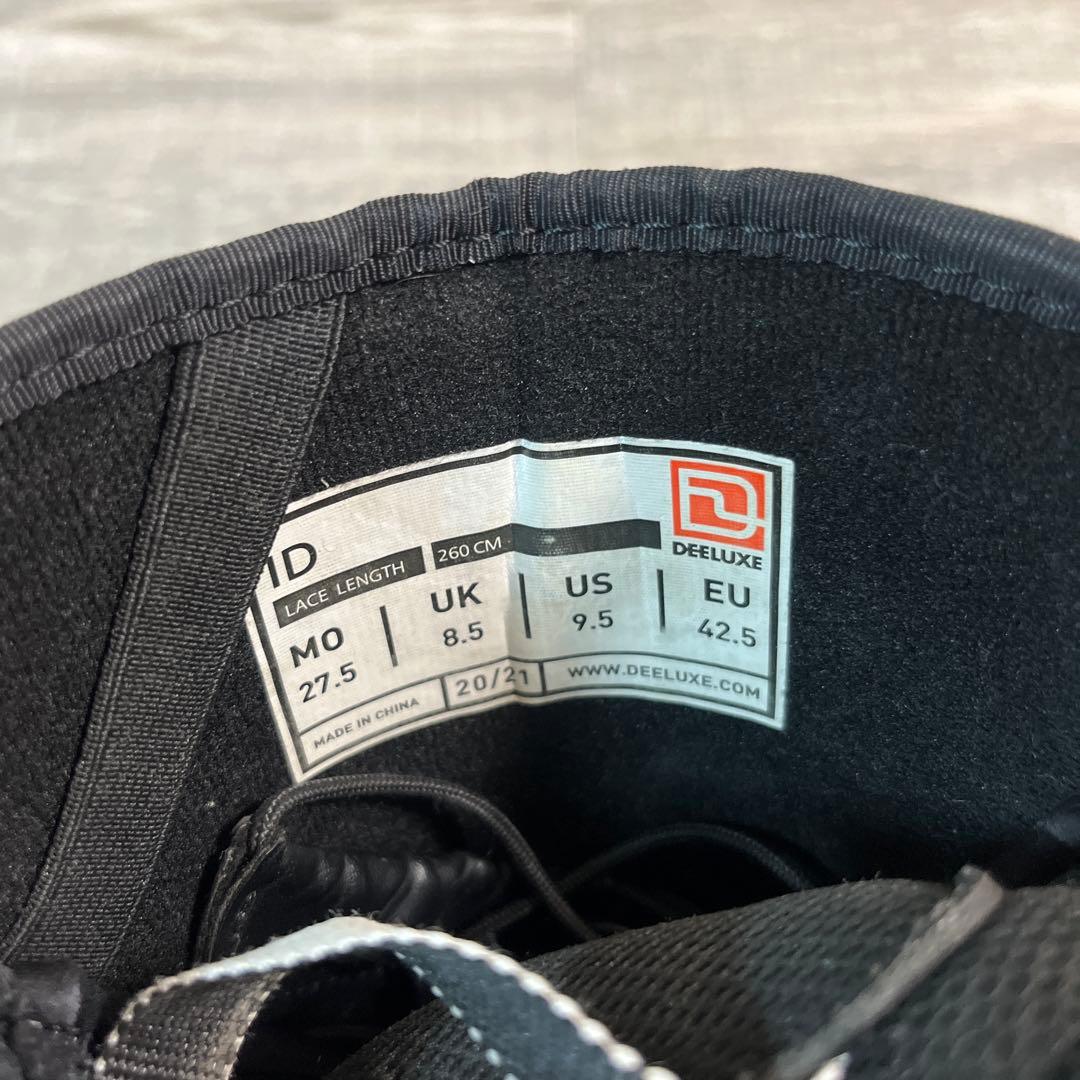 ID
LACE LENGTH 260 CM
DEELUXE
MO UK US EU
27.5 8.5 9.5 42.5
MADE IN CHINA 20/21 WWW.DEELUXE.COM